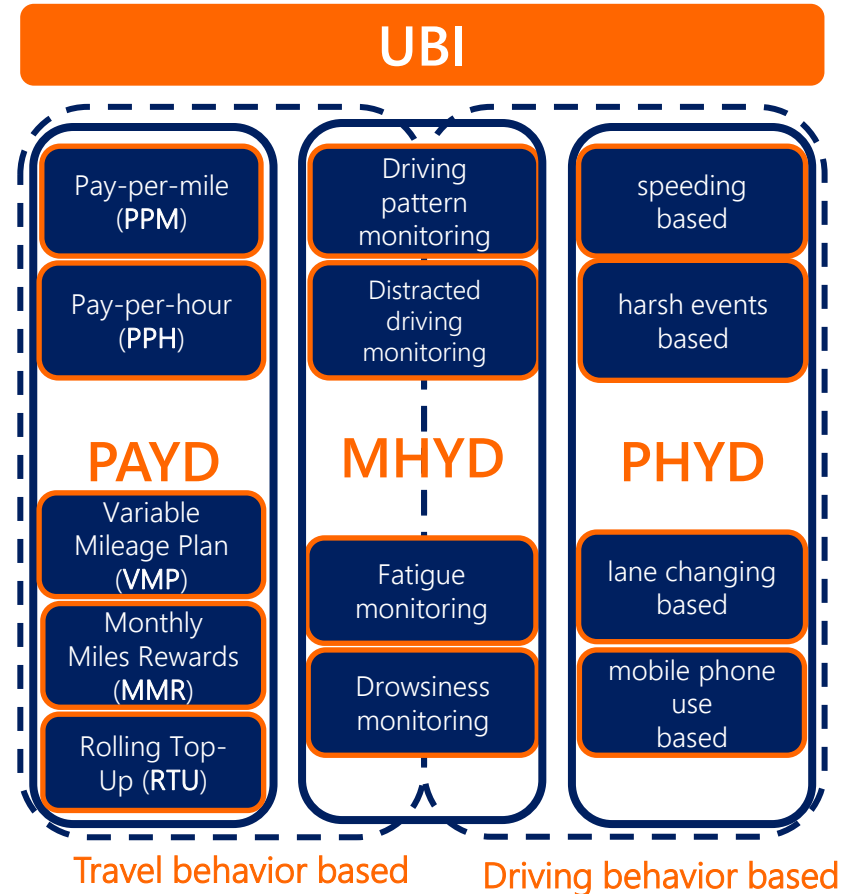 UBI
Pay-per-mile
(PPM)
Pay-per-hour
(PPH)
PAYD
Variable
Mileage Plan
(VMP)
Monthly
Miles Rewards
(MMR)
Rolling Top-
Up (RTU)
Driving
pattern
monitoring
Distracted
driving
monitoring
MHYD
Fatigue
monitoring
Drowsiness
monitoring
speeding
based
harsh events
based
PHYD
lane changing
based
mobile phone
use
based
Travel behavior based
Driving behavior based